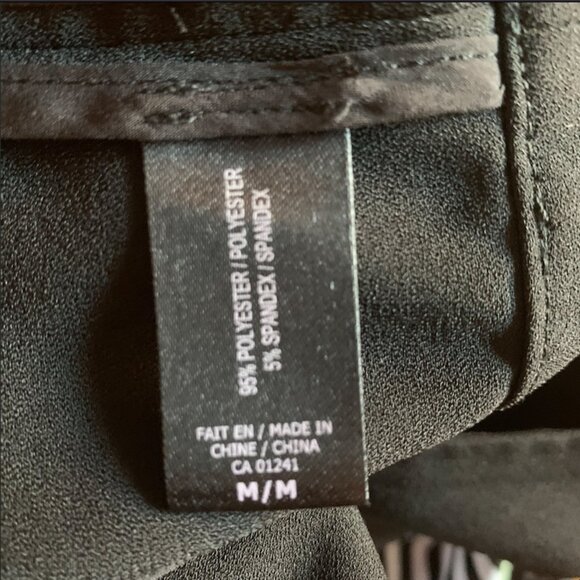 95% POLYESTER / POLYESTER
5% SPANDEX / SPANDEX
FAIT EN / MADE IN
CHINE / CHINA
CA 01241
M/M